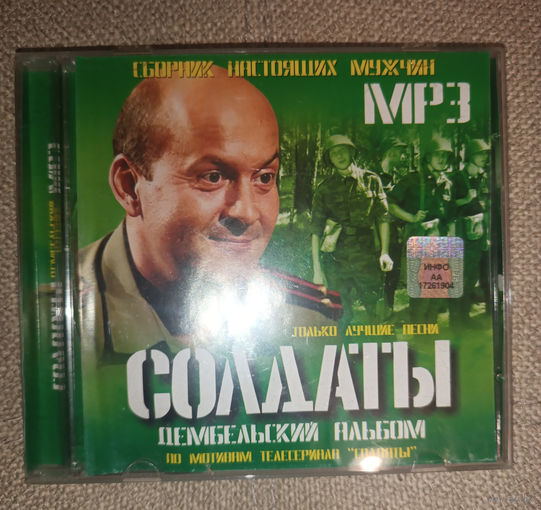 СБОРНИК НАСТОЯЩИХ МУЖЧИН
MP3
ИНФО
АА
17261904
ТОЛЬКО ЛУЧШИЕ ПЕСНИ
СОЛДАТЫ
ДЕМБЕЛЬСКИЙ АЛЬБОМ
ПО МОТИВАМ ТЕЛЕСЕРИАЛА "СОЛДАТЫ"